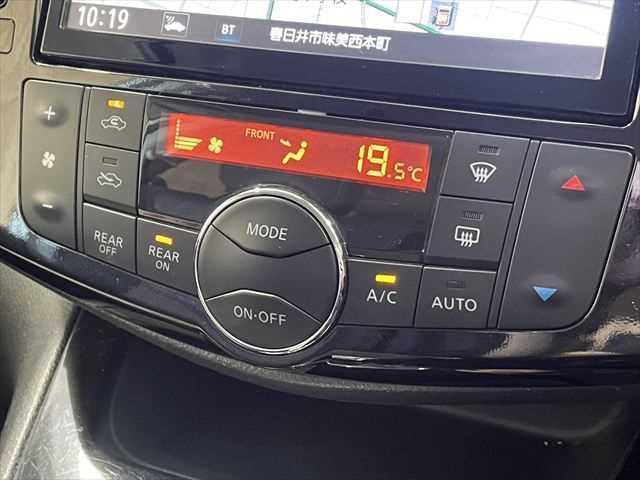 10:19
BT
春日井市味美西本町
+
−
FRONT
19.5°C
REAR
OFF
REAR
ON
MODE
ON·OFF
A/C
AUTO